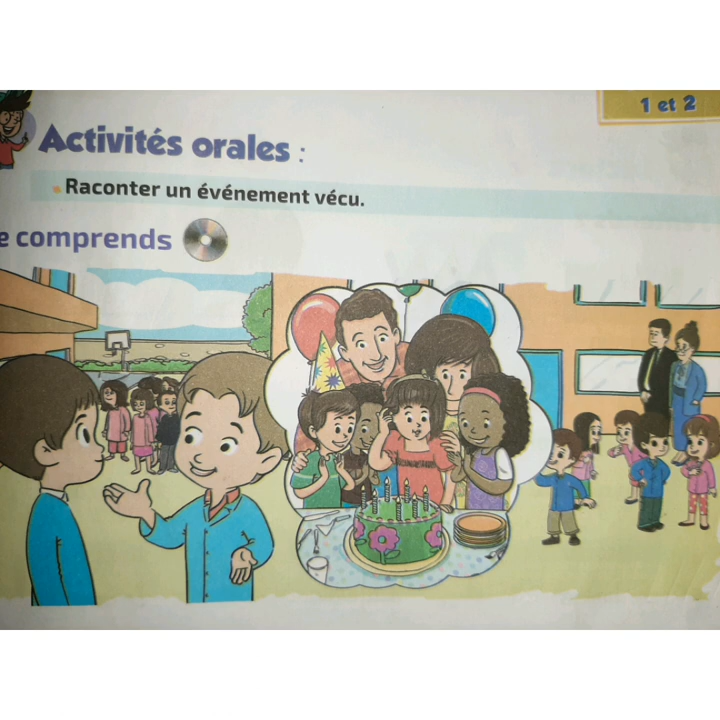 1 et 2
Activités orales :
• Raconter un événement vécu.
e comprends